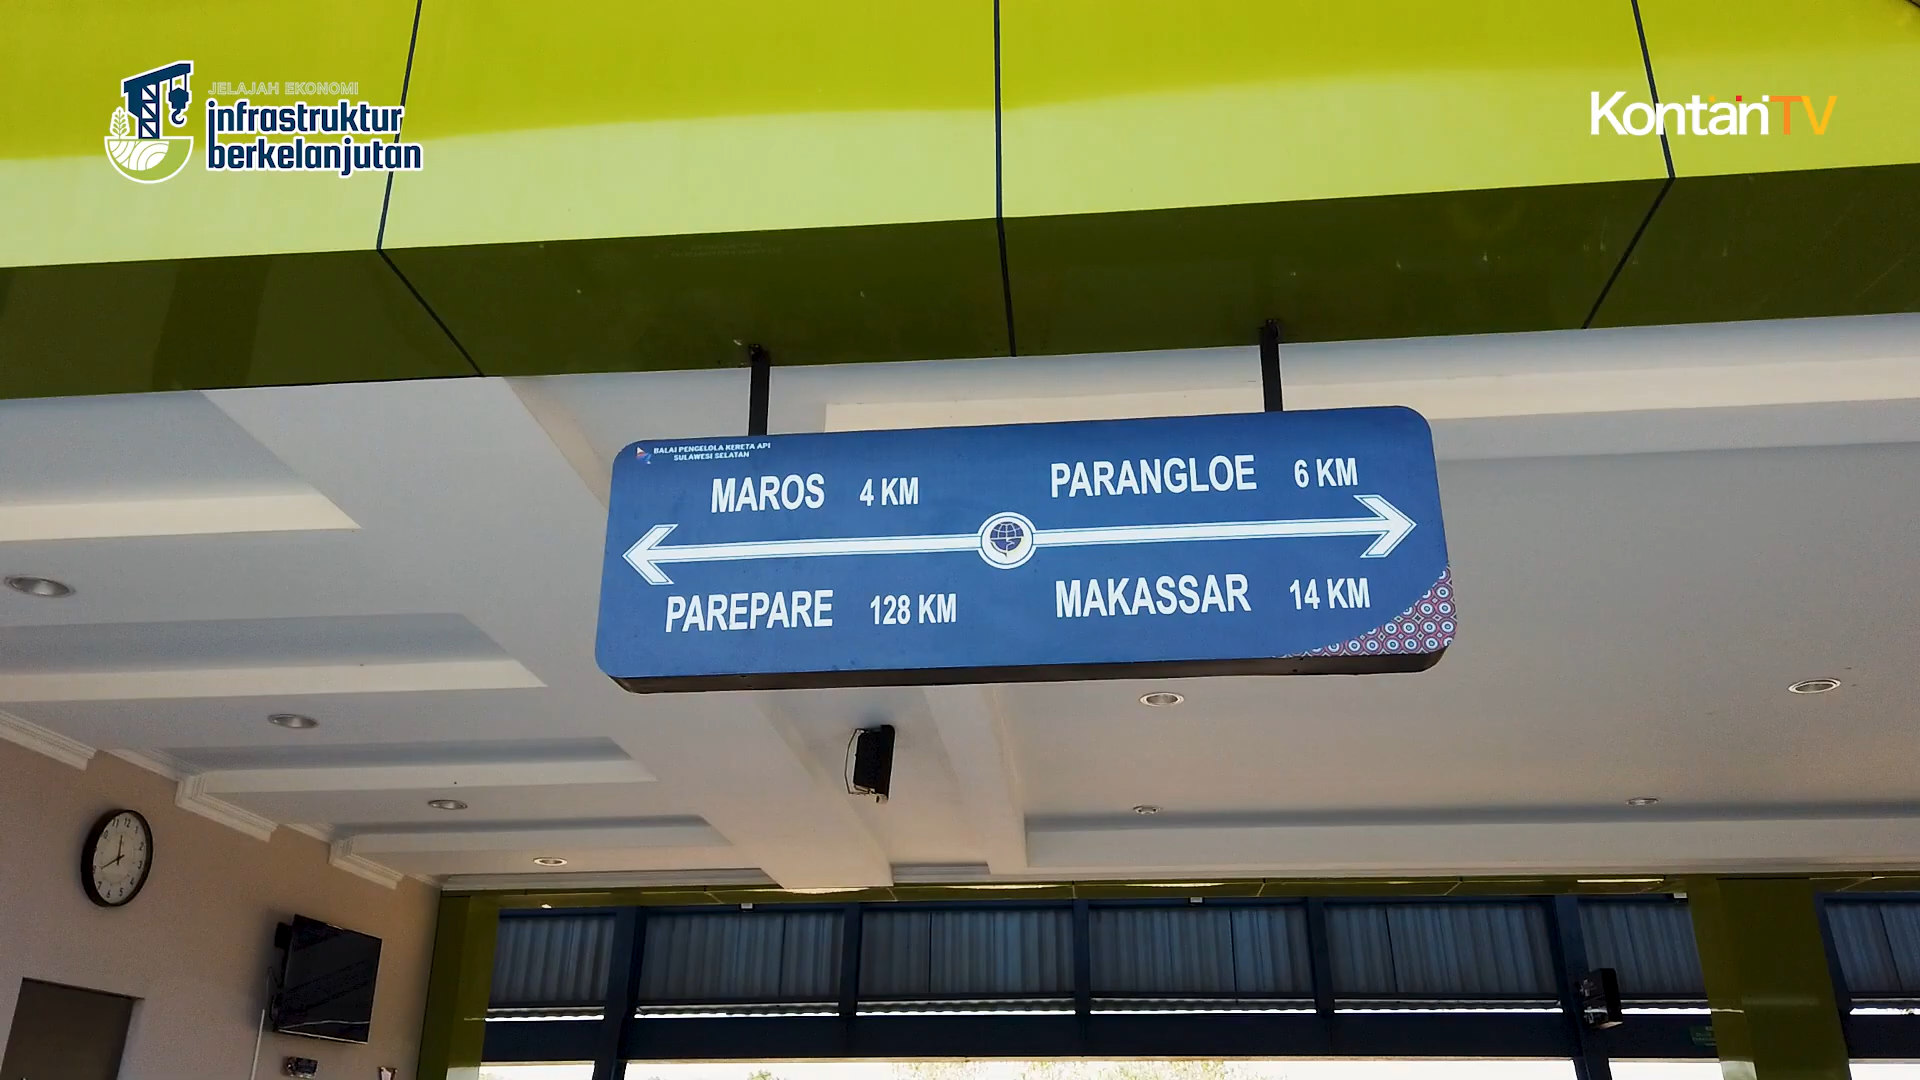 JELAJAH EKONOMI
infrastruktur
berkelanjutan
KontanTV
BALAI PENGELOLA KERETA API
SULAWESI SELATAN
MAROS 4 KM
PARANGLOE 6 KM
PAREPARE 128 KM
MAKASSAR 14 KM